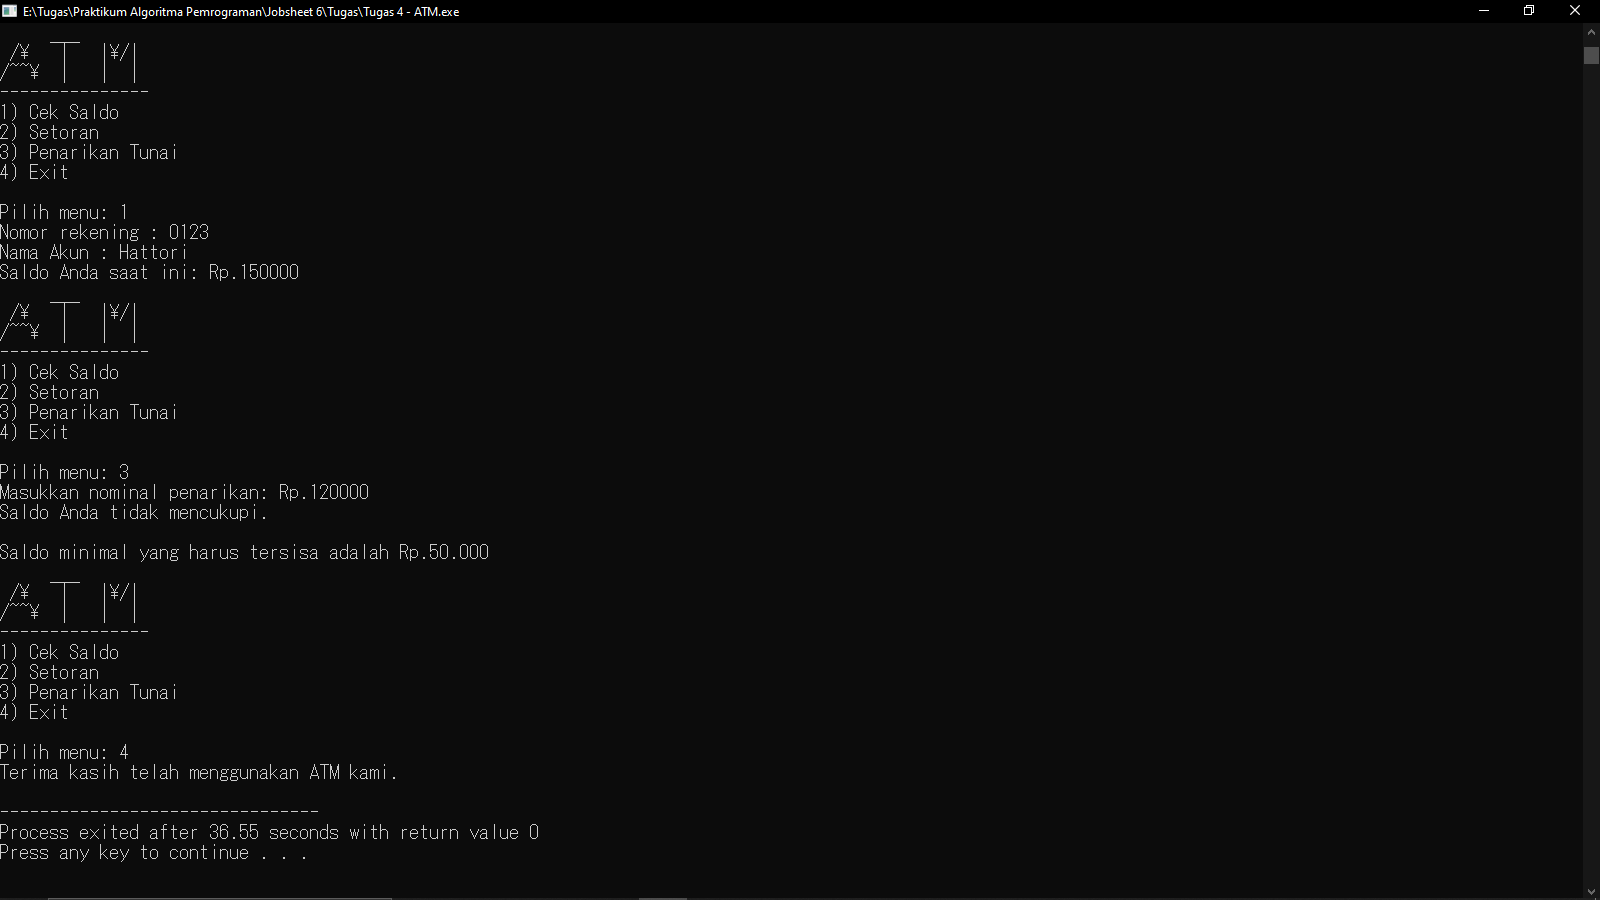 E:\Tugas\Praktikum Algoritma Pemrograman\Jobsheet 6\Tugas\Tugas 4 - ATM.exe
     ___
 /¥   |   |¥/|
/~~¥  |   |  |
---------------
1) Cek Saldo
2) Setoran
3) Penarikan Tunai
4) Exit

Pilih menu: 1
Nomor rekening : 0123
Nama Akun : Hattori
Saldo Anda saat ini: Rp.150000
     ___
 /¥   |   |¥/|
/~~¥  |   |  |
---------------
1) Cek Saldo
2) Setoran
3) Penarikan Tunai
4) Exit

Pilih menu: 3
Masukkan nominal penarikan: Rp.120000
Saldo Anda tidak mencukupi.

Saldo minimal yang harus tersisa adalah Rp.50.000
     ___
 /¥   |   |¥/|
/~~¥  |   |  |
---------------
1) Cek Saldo
2) Setoran
3) Penarikan Tunai
4) Exit

Pilih menu: 4
Terima kasih telah menggunakan ATM kami.

--------------------------------
Process exited after 36.55 seconds with return value 0
Press any key to continue . . .